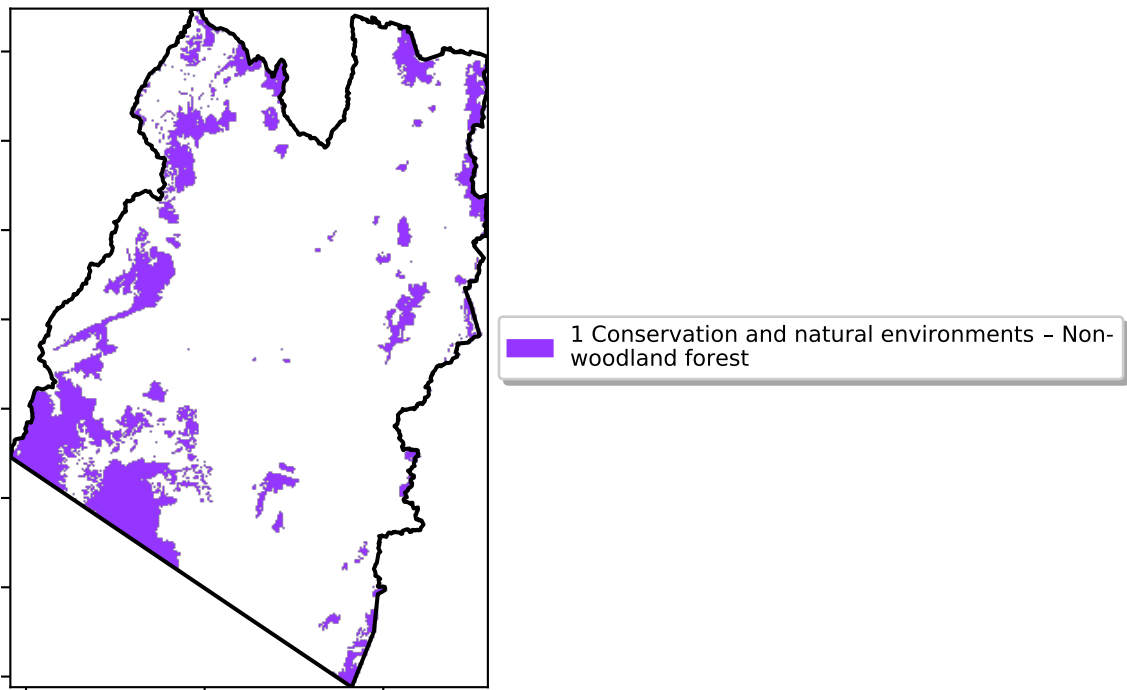 1 Conservation and natural environments – Non-
woodland forest